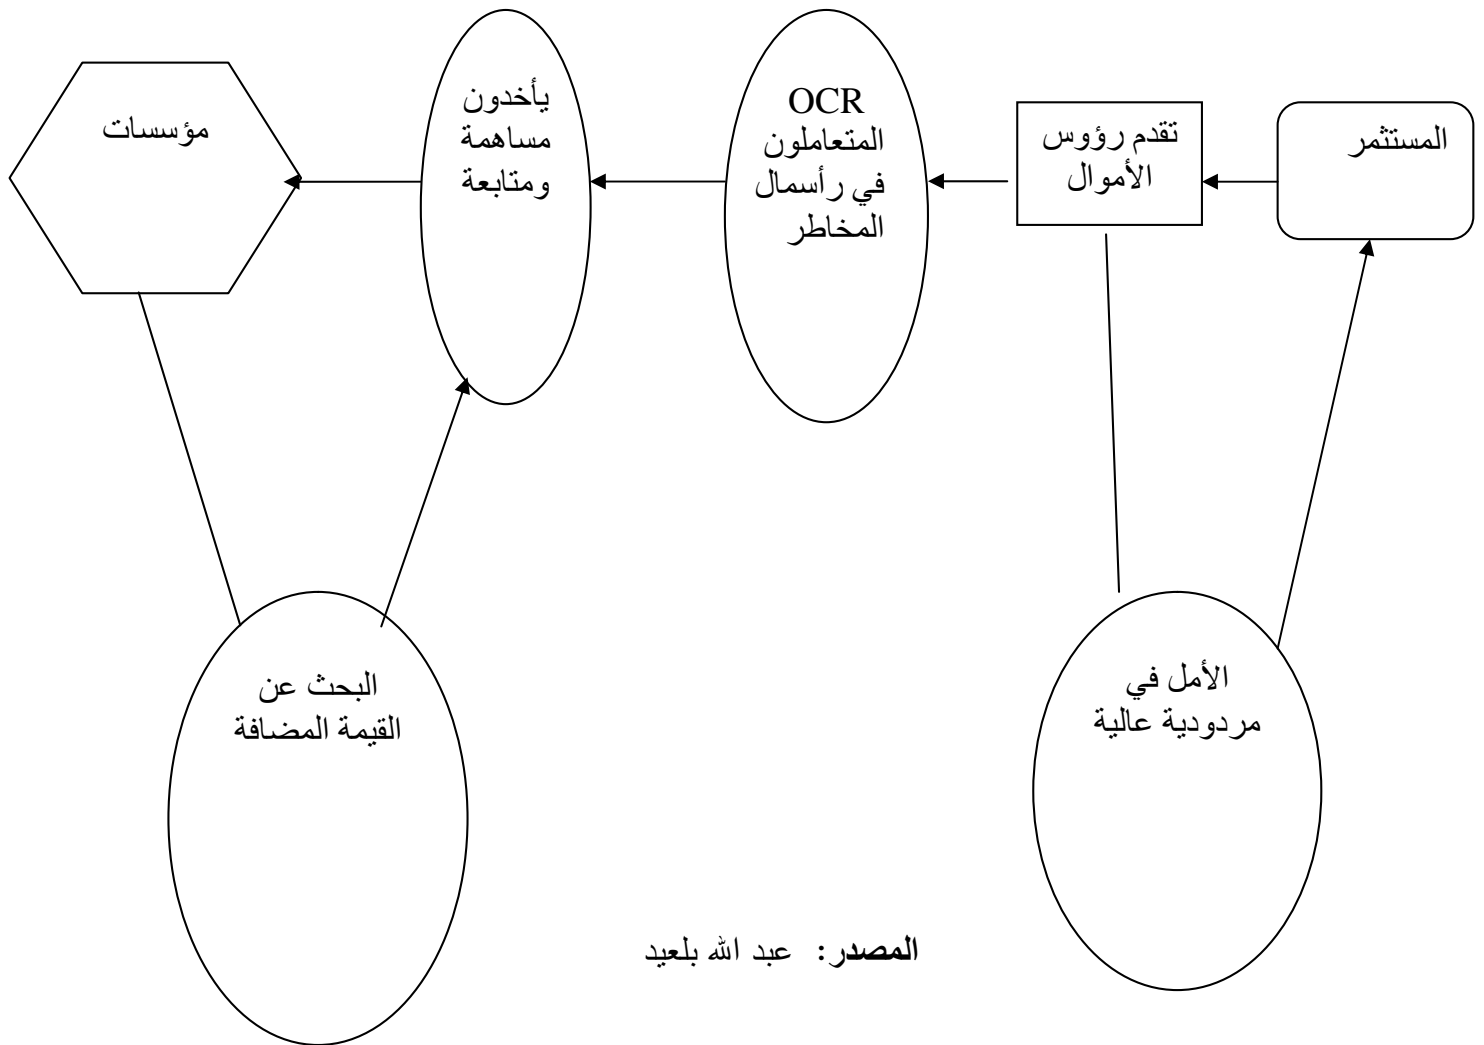 المستثمر
تقدم رؤوس
الأموال
OCR
المتعاملون
في رأسمال
المخاطر
يأخدون
مساهمة
ومتابعة
مؤسسات
الأمل في
مردودية عالية
البحث عن
القيمة المضافة
المصدر: عبد الله بلعيد